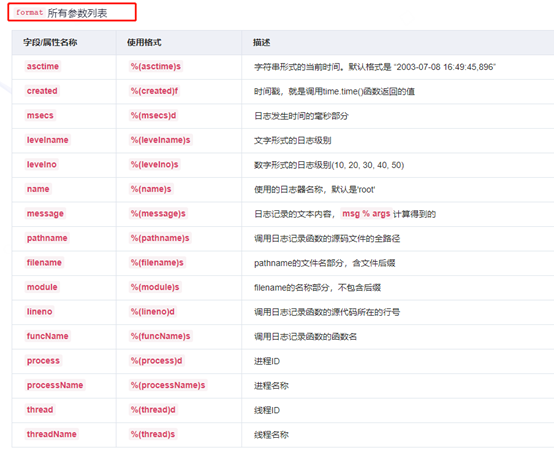 format 所有参数列表
字段/属性名称 使用格式 描述
asctime %(asctime)s 字符串形式的当前时间。默认格式是 “2003-07-08 16:49:45,896”
created %(created)f 时间戳，就是调用time.time()函数返回的值
msecs %(msecs)d 日志发生时间的毫秒部分
levelname %(levelname)s 文字形式的日志级别
levelno %(levelno)s 数字形式的日志级别(10, 20, 30, 40, 50)
name %(name)s 使用的日志器名称，默认是'root'
message %(message)s 日志记录的文本内容， msg % args 计算得到的
pathname %(pathname)s 调用日志记录函数的源码文件的全路径
filename %(filename)s pathname的文件名部分，含文件后缀
module %(module)s filename的名称部分，不包含后缀
lineno %(lineno)d 调用日志记录函数的源代码所在的行号
funcName %(funcName)s 调用日志记录函数的函数名
process %(process)d 进程ID
processName %(processName)s 进程名称
thread %(thread)d 线程ID
threadName %(thread)s 线程名称